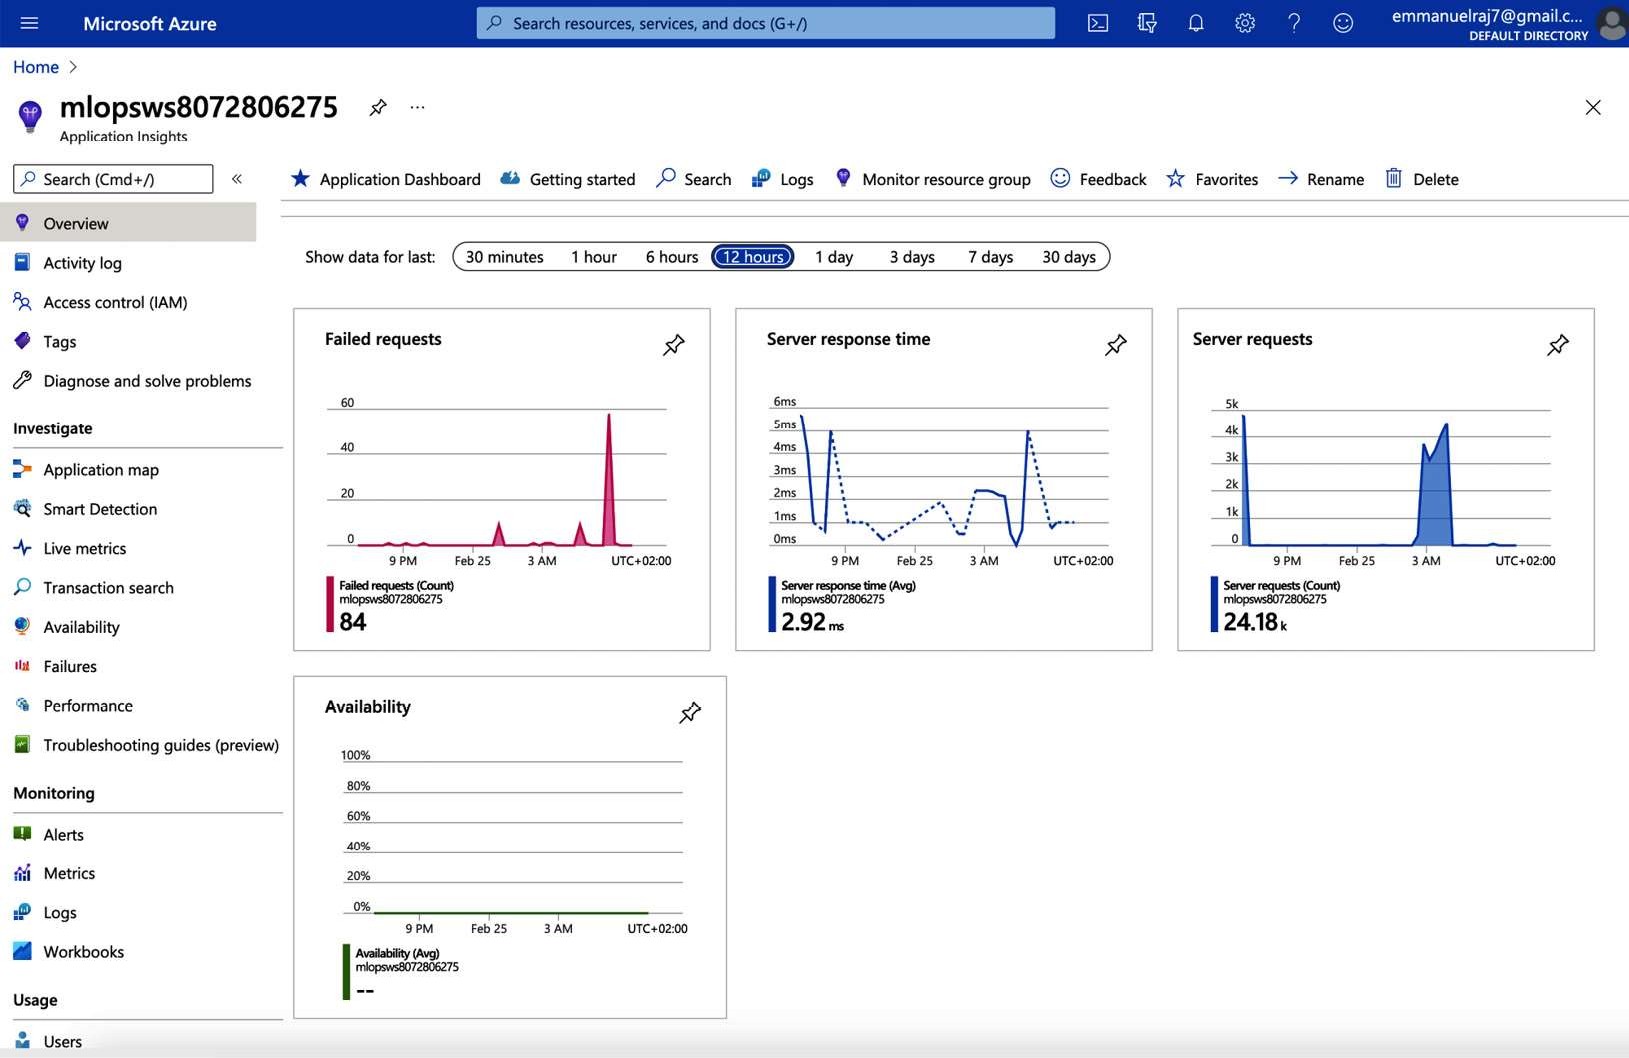 Microsoft Azure
Search resources, services, and docs (G+/)
emmanuelraj7@gmail.c...
DEFAULT DIRECTORY
Home >
mlopsws8072806275
...
Application Insights
Search (Cmd+/)
«
Application Dashboard
Getting started
Search
Logs
Monitor resource group
Feedback
Favorites
Rename
Delete
Overview
Activity log
Access control (IAM)
Tags
Diagnose and solve problems
Investigate
Application map
Smart Detection
Live metrics
Transaction search
Availability
Failures
Performance
Troubleshooting guides (preview)
Monitoring
Alerts
Metrics
Logs
Workbooks
Usage
Users
Show data for last:
30 minutes
1 hour
6 hours
12 hours
1 day
3 days
7 days
30 days
Failed requests
60
40
20
0
9 PM
Feb 25
3 AM
UTC+02:00
Failed requests (Count)
mlopsws8072806275
84
Server response time
6ms
5ms
4ms
3ms
2ms
1ms
0ms
9 PM
Feb 25
3 AM
UTC+02:00
Server response time (Avg)
mlopsws8072806275
2.92 ms
Server requests
5k
4k
3k
2k
1k
0
9 PM
Feb 25
3 AM
UTC+02:00
Server requests (Count)
mlopsws8072806275
24.18 k
Availability
100%
80%
60%
40%
20%
0%
9 PM
Feb 25
3 AM
UTC+02:00
Availability (Avg)
mlopsws8072806275
--